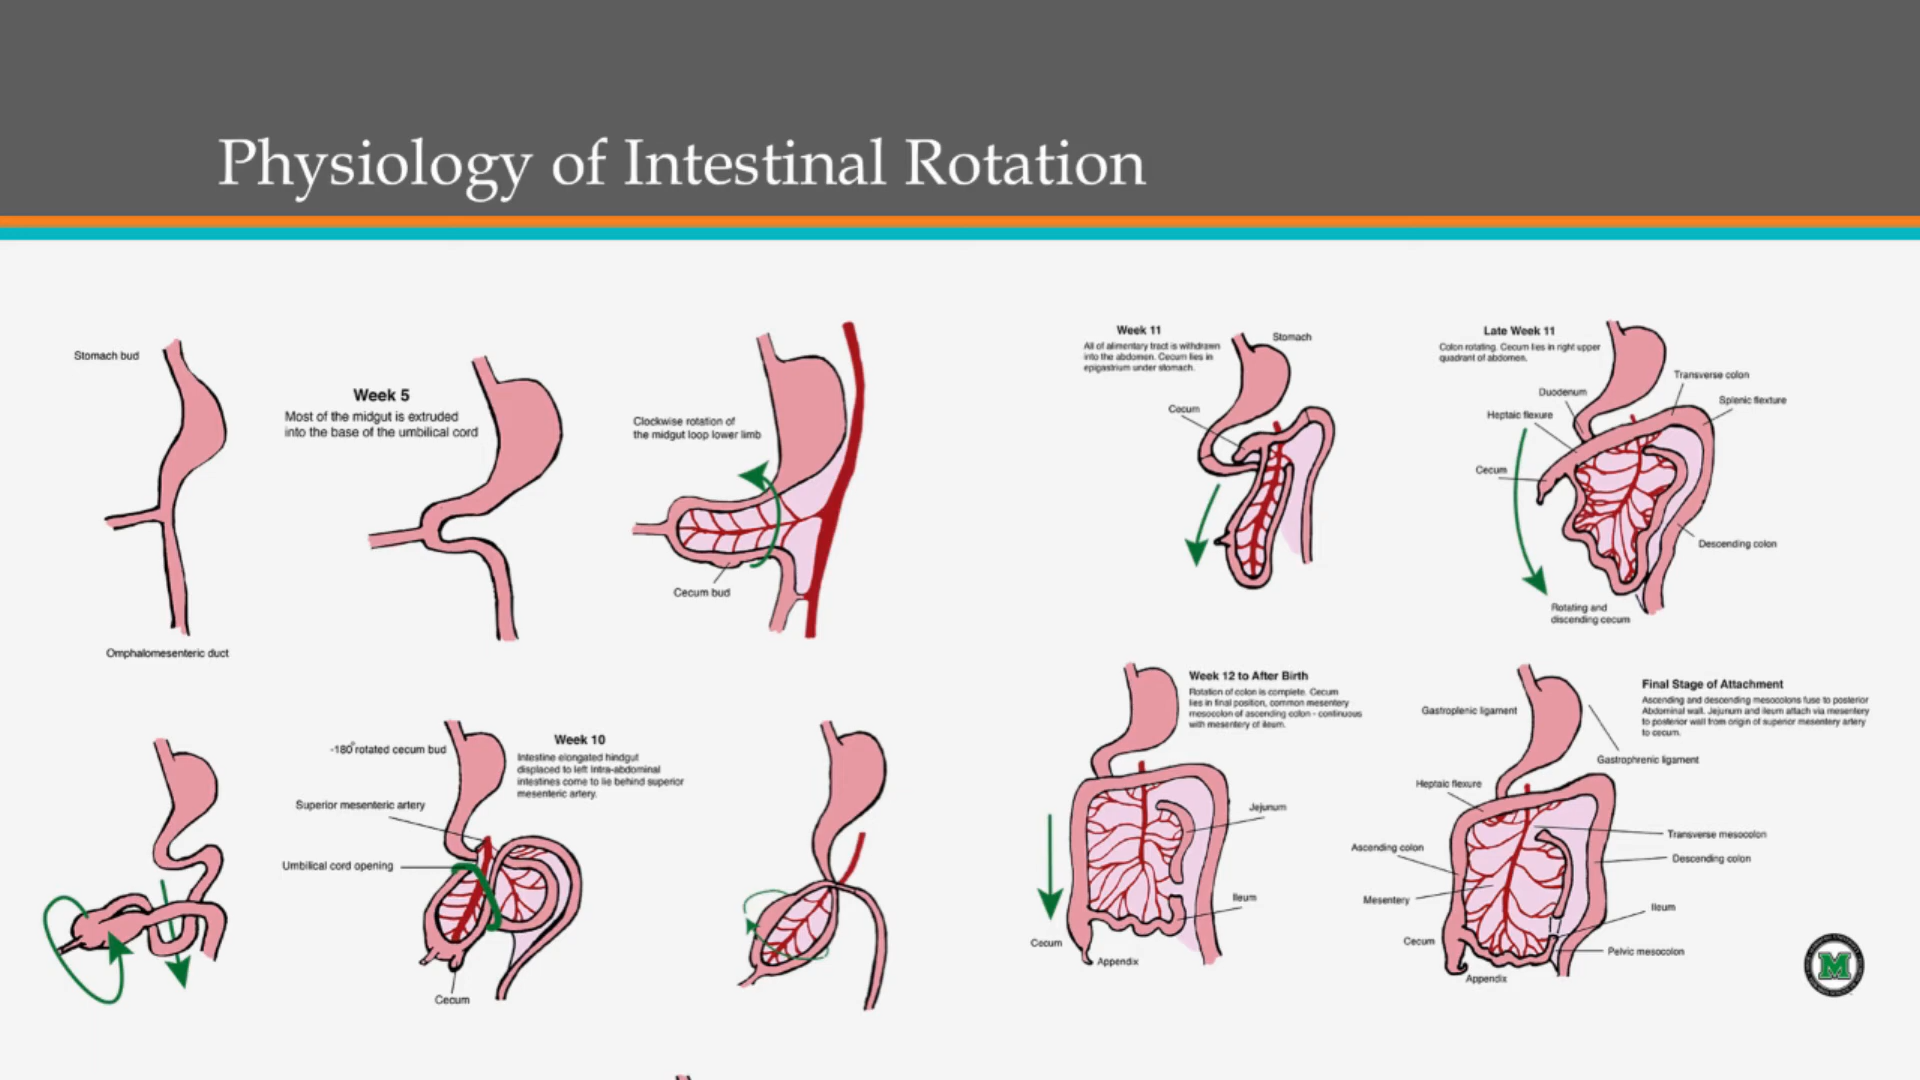 Physiology of Intestinal Rotation
Stomach bud
Omphalomesenteric duct
Week 5
Most of the midgut is extruded
into the base of the umbilical cord
Clockwise rotation of
the midgut loop lower limb
Cecum bud
-180° rotated cecum bud
Superior mesenteric artery
Umbilical cord opening
Cecum
Week 10
Intestine elongated hindgut
displaced to left Intra-abdominal
intestines come to lie behind superior
mesenteric artery.
Week 11
All of alimentary tract is withdrawn
into the abdomen. Cecum lies in
epigastrium under stomach.
Stomach
Cecum
Late Week 11
Colon rotating. Cecum lies in right upper
quadrant of abdomen.
Transverse colon
Duodenum
Splenic flexture
Heptaic flexure
Cecum
Descending colon
Rotating and
discending cecum
Week 12 to After Birth
Rotation of colon is complete. Cecum
lies in final position, common mesentery
mesocolon of ascending colon - continuous
with mesentery of ileum.
Jejunum
Ileum
Cecum
Appendix
Final Stage of Attachment
Ascending and descending mesocolons fuse to posterior
Abdominal wall. Jejunum and ileum attach via mesentery
to posterior wall from origin of superior mesentery artery
to cecum.
Gastroplenic ligament
Gastrophrenic ligament
Heptaic flexure
Transverse mesocolon
Ascending colon
Descending colon
Mesentery
Ileum
Cecum
Pelvic mesocolon
Appendix
M